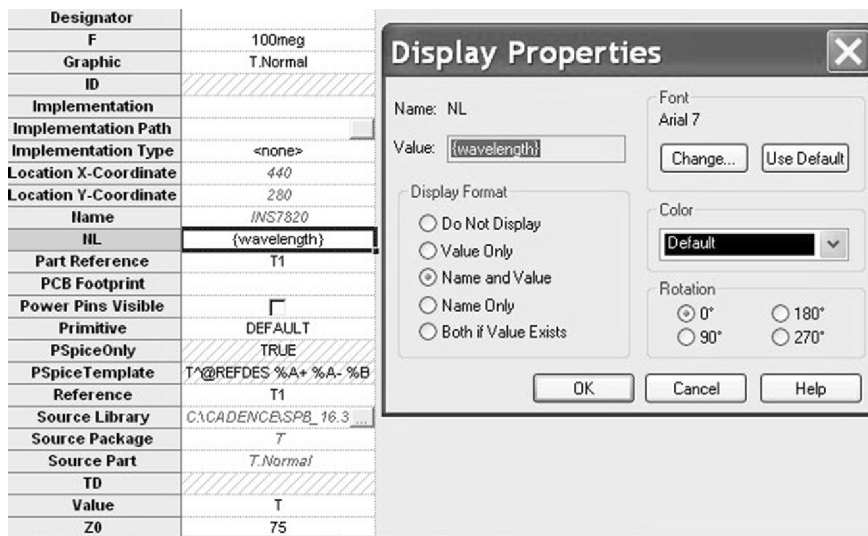 Designator
F 100meg
Graphic T.Normal
ID
Implementation
Implementation Path ...
Implementation Type <none>
Location X-Coordinate 440
Location Y-Coordinate 280
Name INS7820
NL {wavelength}
Part Reference T1
PCB Footprint
Power Pins Visible
Primitive DEFAULT
PSpiceOnly TRUE
PSpiceTemplate T^@REFDES %A+ %A- %B
Reference T1
Source Library C:\CADENCE\SPB_16.3 ...
Source Package T
Source Part T.Normal
TD
Value T
Z0 75
Display Properties
Name: NL
Value: {wavelength}
Display Format
Do Not Display
Value Only
Name and Value
Name Only
Both if Value Exists
Font
Arial 7
Change... Use Default
Color
Default
Rotation
0° 180°
90° 270°
OK Cancel Help